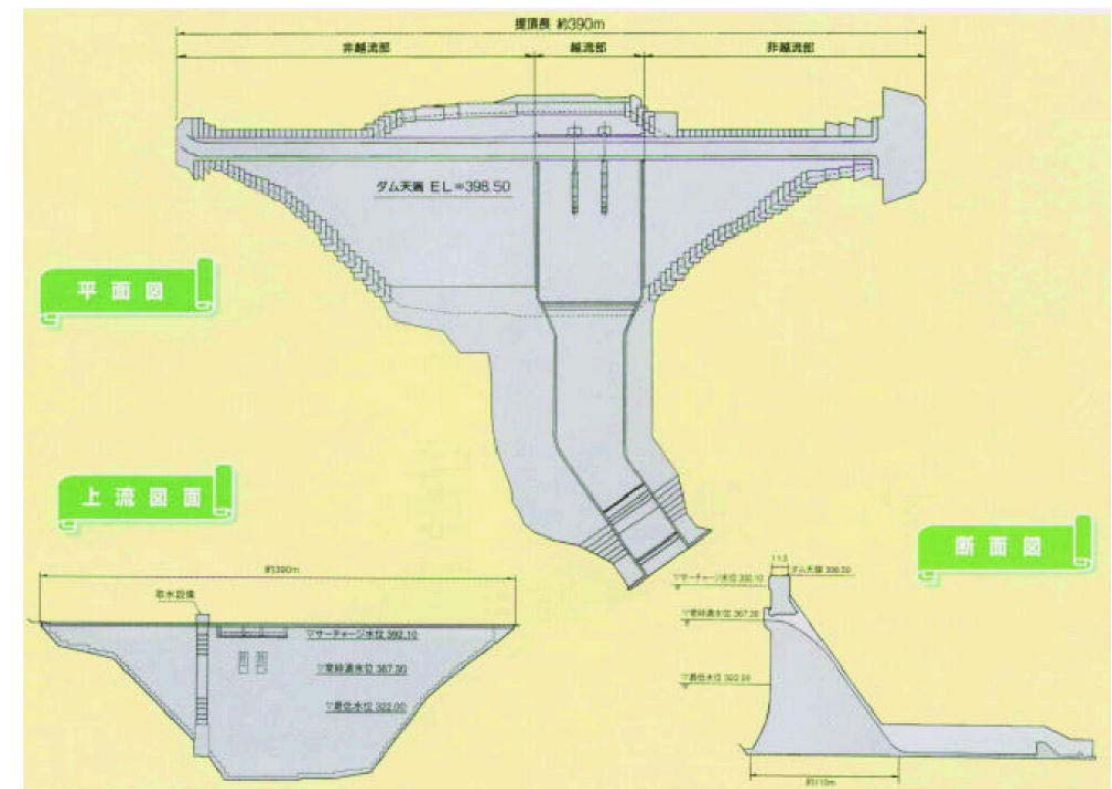 堤頂長 約390m
非越流部
越流部
非越流部
ダム天端 EL=398.50
平面図
上流図面
断面図
約390m
取水設備
▽サーチャージ水位 392.10
▽常時満水位 367.30
▽最低水位 322.00
11.5
ダム天端 398.50
▽サーチャージ水位 392.10
▽常時満水位 367.30
▽最低水位 322.00
約110m